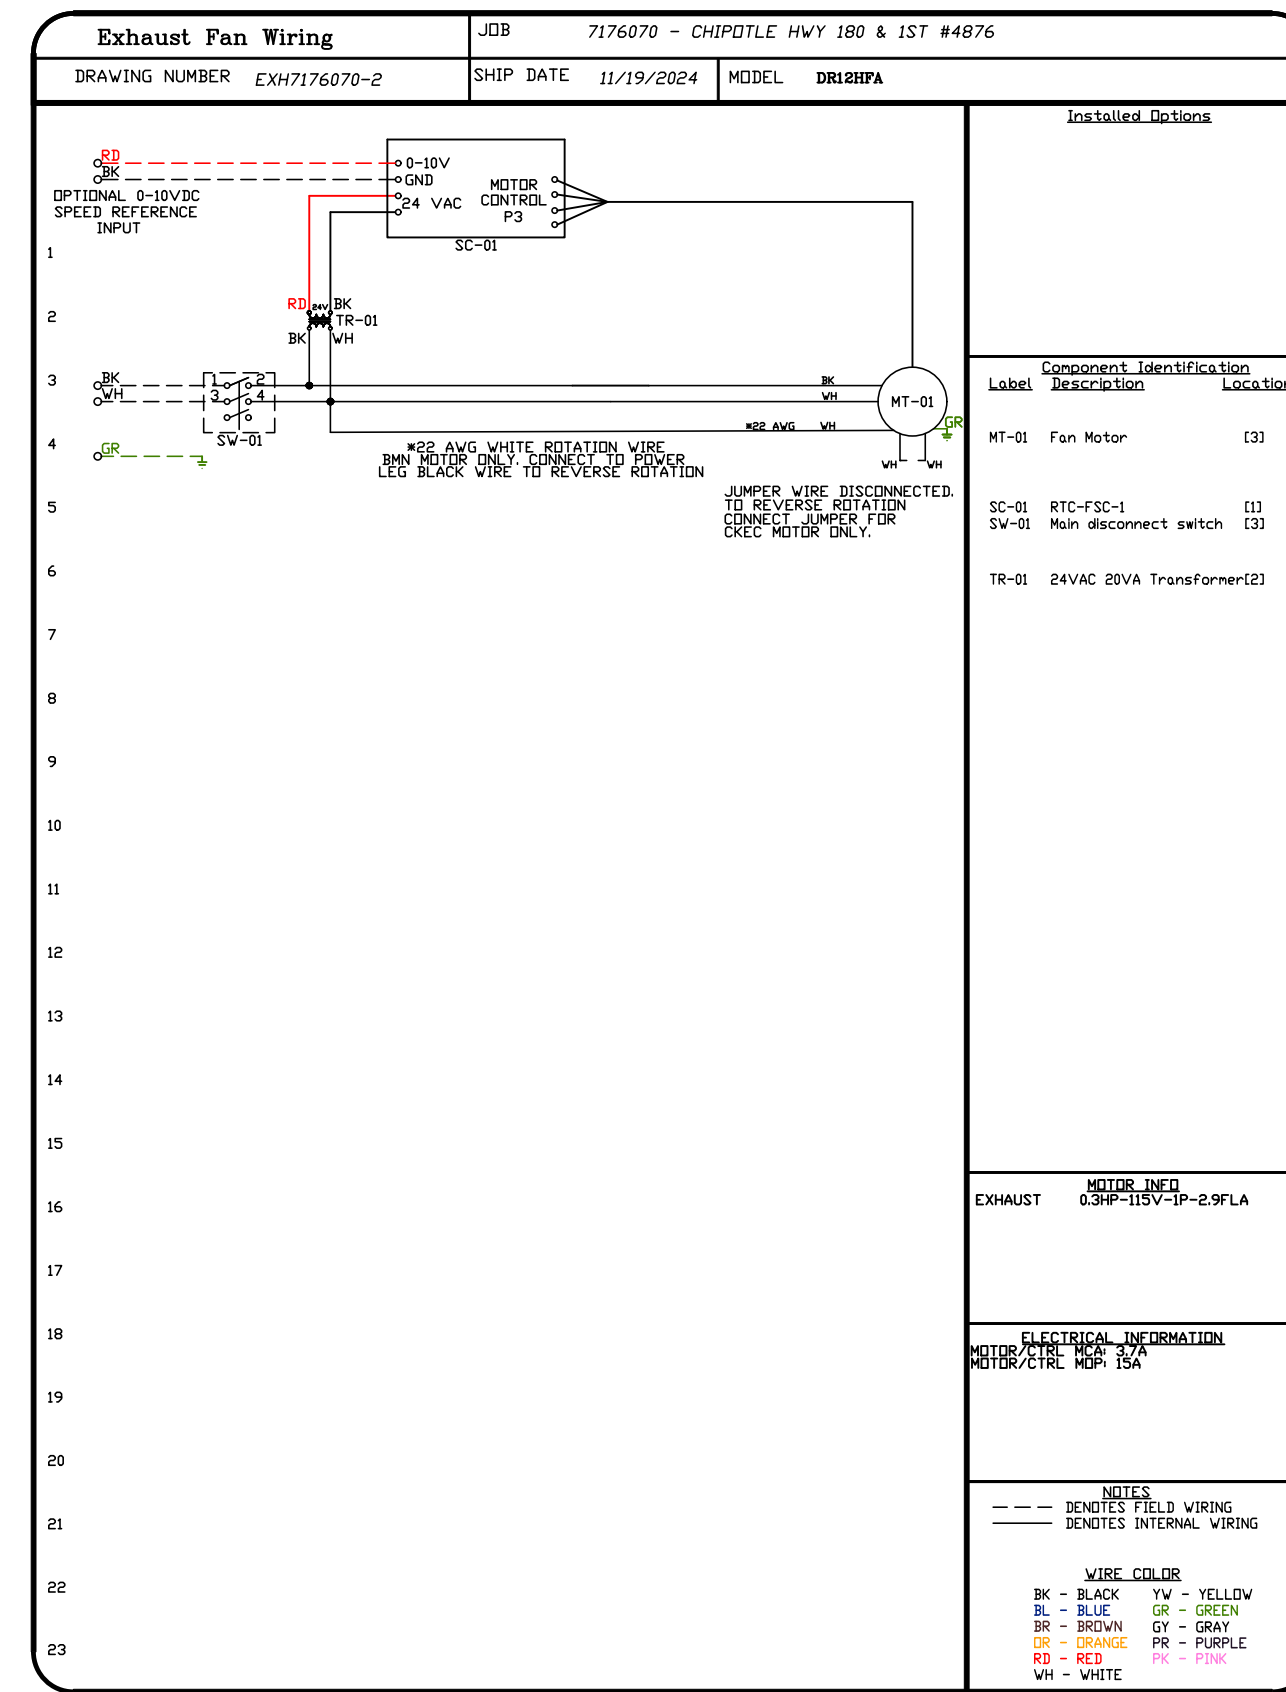 Exhaust Fan Wiring
JOB 7176070 - CHIPOTLE HWY 180 & 1ST #4876
DRAWING NUMBER EXH7176070-2
SHIP DATE 11/19/2024
MODEL DR12HFA
Installed Options
RD
BK
OPTIONAL 0-10VDC
SPEED REFERENCE
INPUT
0-10V
GND
24 VAC
MOTOR
CONTROL
P3
SC-01
RD 24V BK
TR-01
BK WH
BK
WH
1 2
3 4
SW-01
GR
BK
WH
*22 AWG WH
MT-01
GR
WH WH
*22 AWG WHITE ROTATION WIRE
BMN MOTOR ONLY. CONNECT TO POWER
LEG BLACK WIRE TO REVERSE ROTATION
JUMPER WIRE DISCONNECTED.
TO REVERSE ROTATION
CONNECT JUMPER FOR
CKEC MOTOR ONLY.
1
2
3
4
5
6
7
8
9
10
11
12
13
14
15
16
17
18
19
20
21
22
23
Component Identification
Label Description Location
MT-01 Fan Motor [3]
SC-01 RTC-FSC-1 [1]
SW-01 Main disconnect switch [3]
TR-01 24VAC 20VA Transformer[2]
MOTOR INFO
EXHAUST 0.3HP-115V-1P-2.9FLA
ELECTRICAL INFORMATION
MOTOR/CTRL MCA: 3.7A
MOTOR/CTRL MOP: 15A
NOTES
DENOTES FIELD WIRING
DENOTES INTERNAL WIRING
WIRE COLOR
BK - BLACK YW - YELLOW
BL - BLUE GR - GREEN
BR - BROWN GY - GRAY
OR - ORANGE PR - PURPLE
RD - RED PK - PINK
WH - WHITE